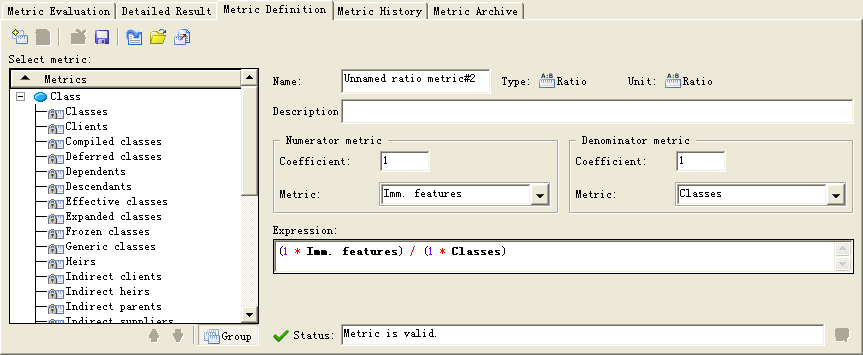 Metric Evaluation Detailed Result Metric Definition Metric History Metric Archive
Select metric:
Metrics
Class
Classes
Clients
Compiled classes
Deferred classes
Dependents
Descendants
Effective classes
Expanded classes
Frozen classes
Generic classes
Heirs
Indirect clients
Indirect heirs
Indirect parents
Indirect suppliers
Group
Name: Unnamed ratio metric#2 Type: A:B Ratio Unit: A:B Ratio
Description
Numerator metric
Coefficient: 1
Metric: Imm. features
Denominator metric
Coefficient: 1
Metric: Classes
Expression:
(1 * Imm. features) / (1 * Classes)
Status: Metric is valid.